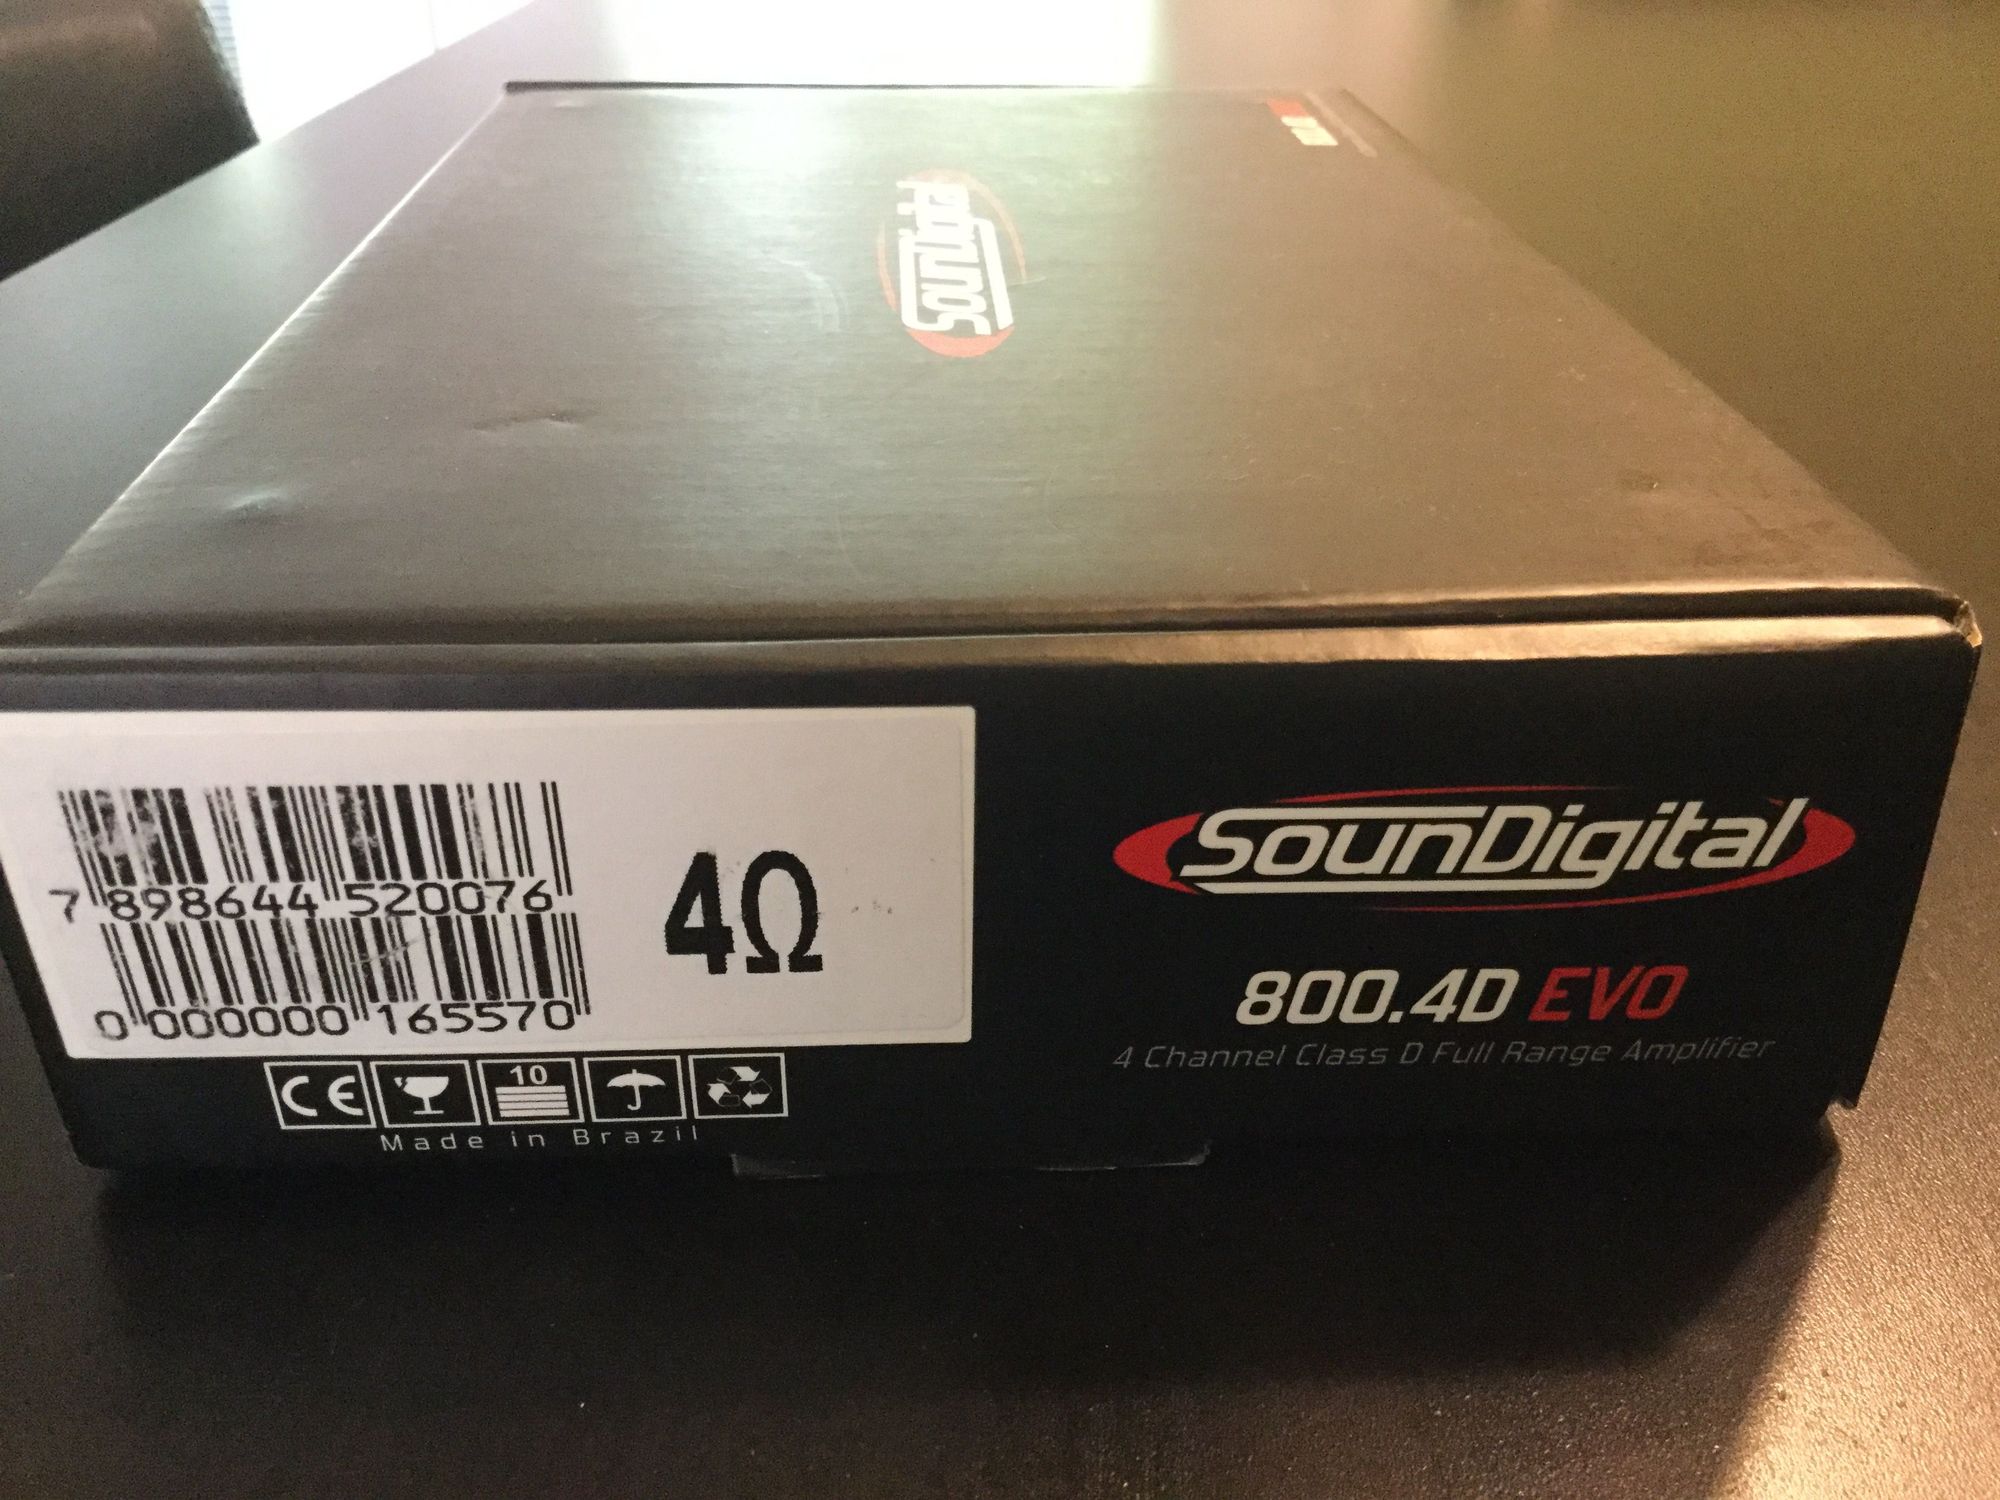 SounDigital
7 898644 520076
0 000000 165570
4Ω
CE
10
Made in Brazil
SounDigital
800.4D EVO
4 Channel Class D Full Range Amplifier